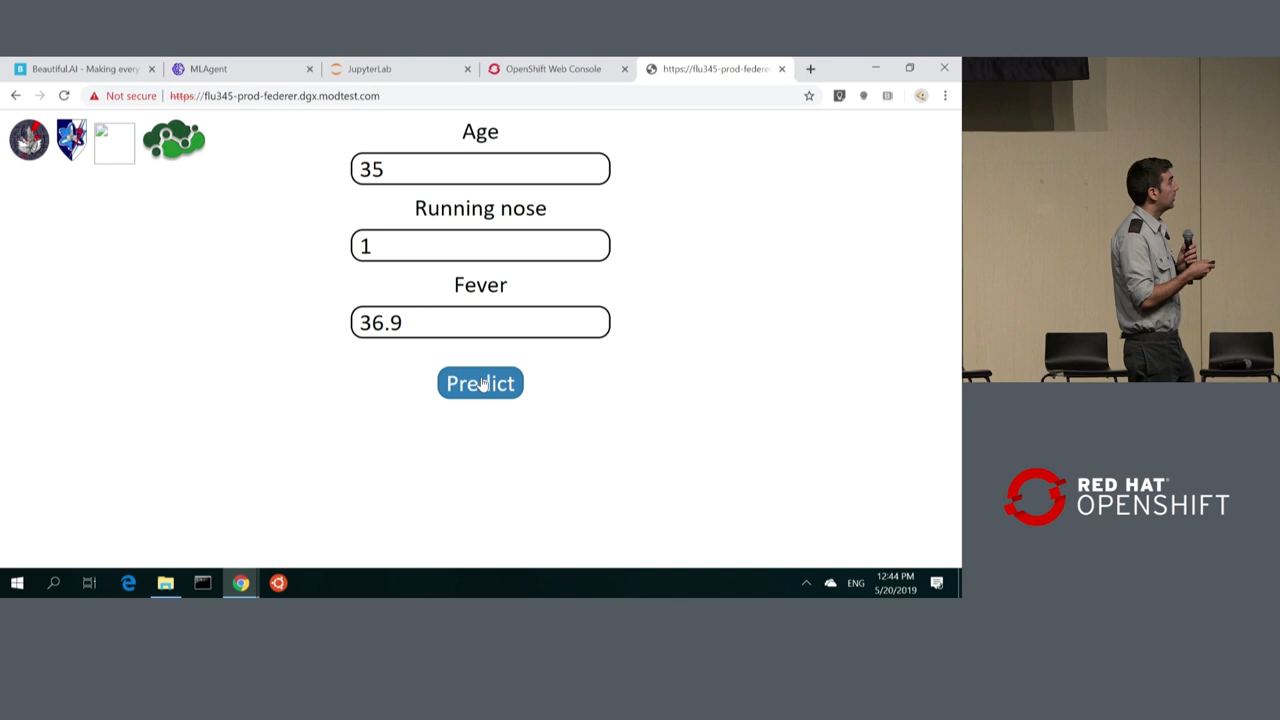 Beautiful.AI - Making every
MLAgent
JupyterLab
OpenShift Web Console
https://flu345-prod-federer
Not secure
https://flu345-prod-federer.dgx.modtest.com
Age
35
Running nose
1
Fever
36.9
Predict
RED HAT
OPENSHIFT
ENG
12:44 PM
5/20/2019